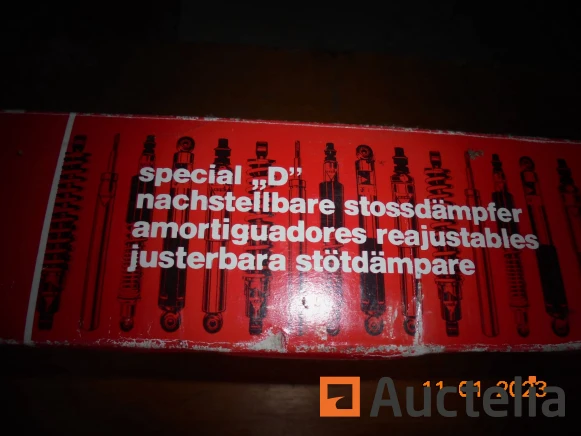 special „D”
nachstellbare stossdämpfer
amortiguadores reajustables
justerbara stötdämpare
11-01-2023
Auctelia